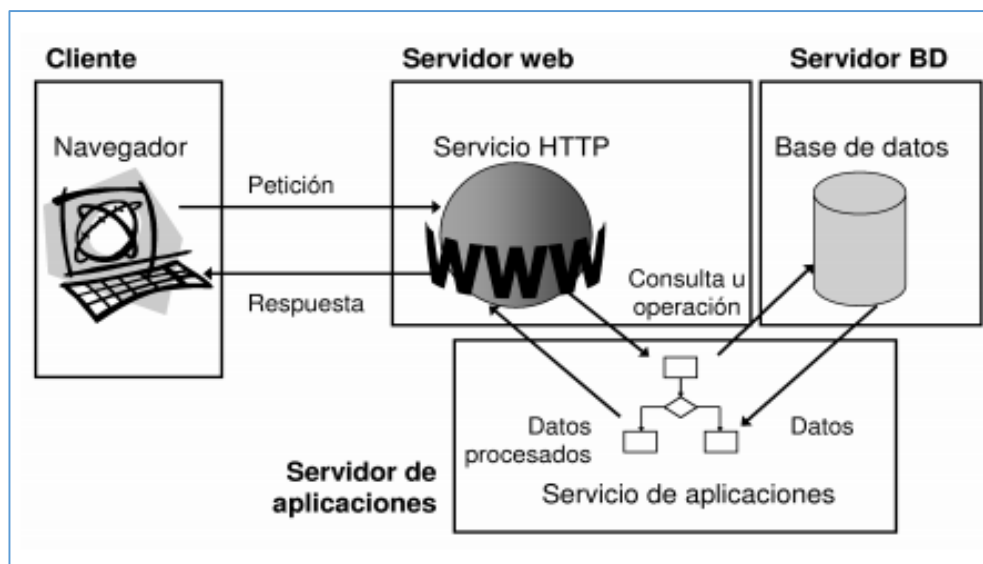 Cliente
Servidor web
Servidor BD
Navegador
Servicio HTTP
Base de datos
Petición
WWW
Respuesta
Consulta u
operación
Datos
procesados
Datos
Servidor de
aplicaciones
Servicio de aplicaciones